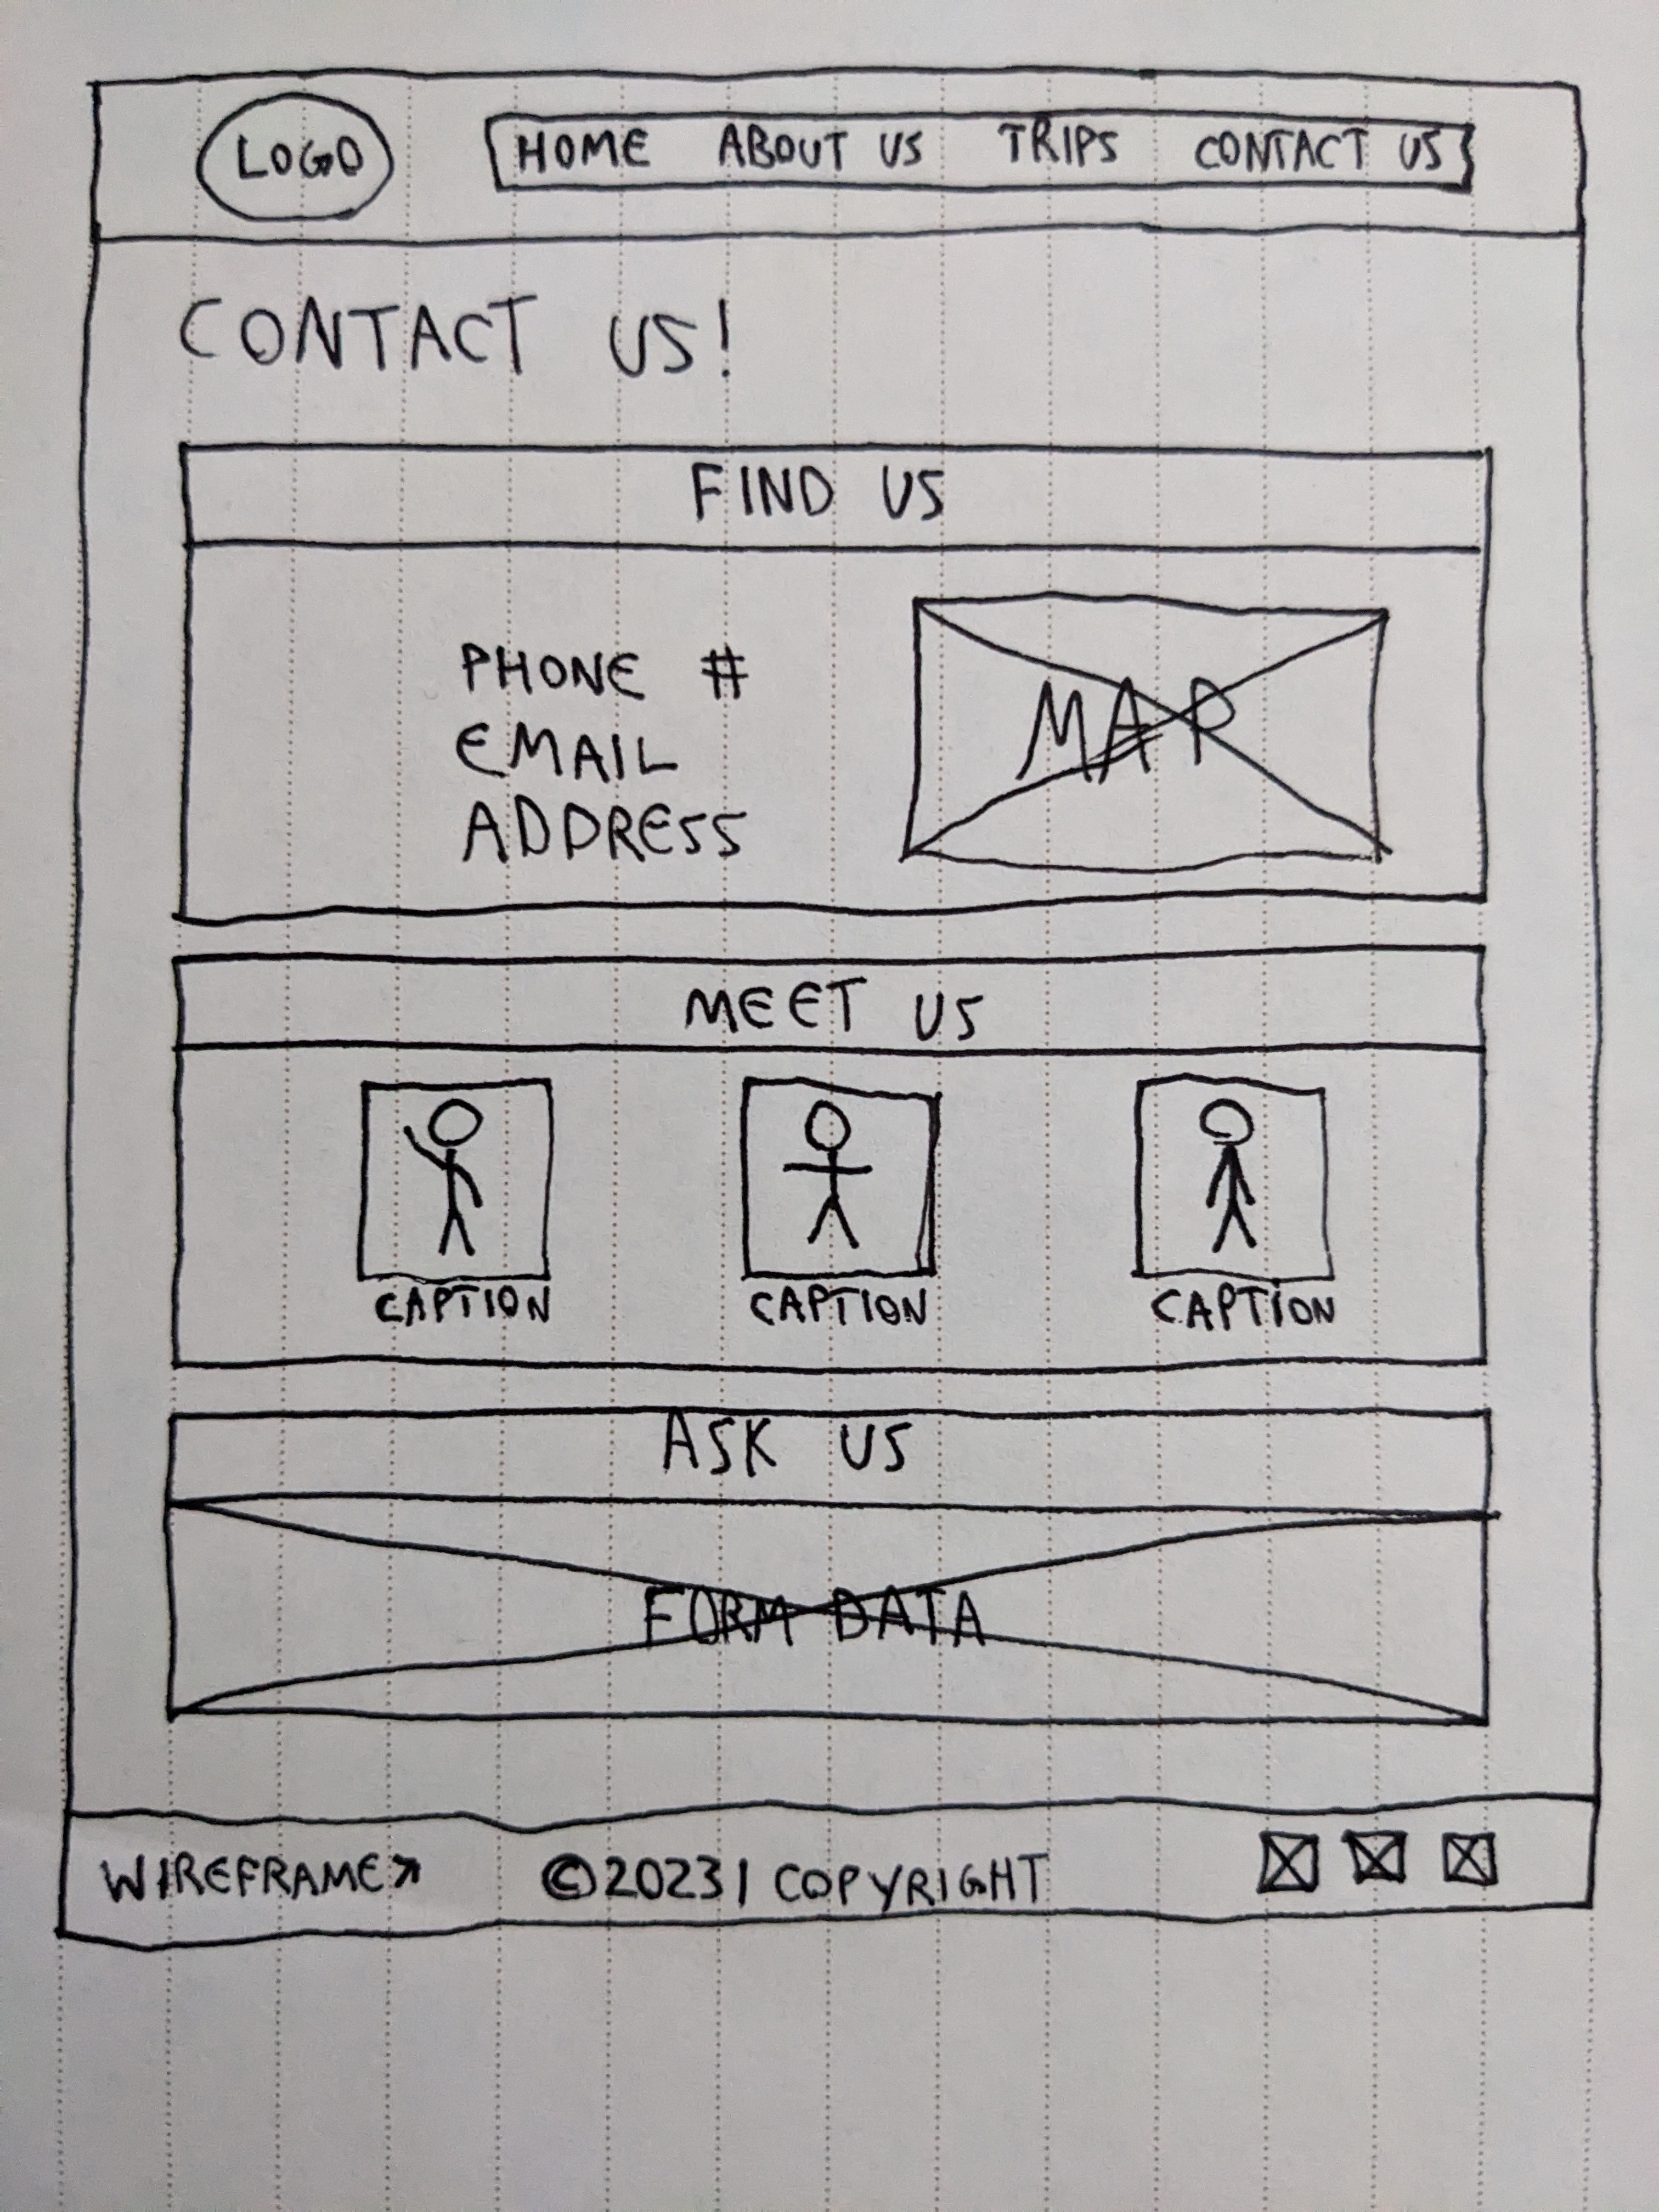 LOGO HOME ABOUT US TRIPS CONTACT US
CONTACT US!
FIND US
PHONE #
EMAIL
ADDRESS
MAP
MEET US
CAPTION CAPTION CAPTION
ASK US
FORM DATA
WIREFRAME ©2023 | COPYRIGHT